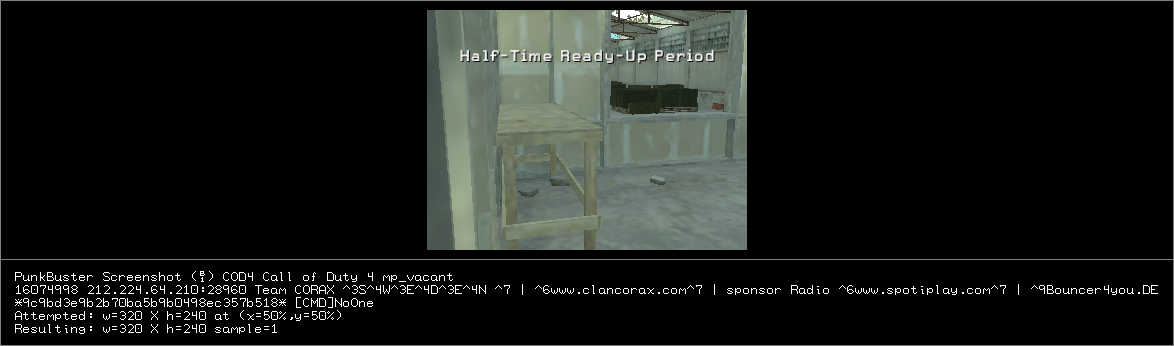 Half-Time Ready-Up Period
PunkBuster Screenshot (B1) COD4 Call of Duty 4 mp_vacant
16074998 212.224.64.210:28960 Team CORAX ^3S^4W^3E^4D^3E^4N ^7 | ^6www.clancorax.com^7 | sponsor Radio ^6www.spotiplay.com^7 | ^9Bouncer4you.DE
*9c9bd3e9b2b70ba5b9b0498ec357b518* [CMD]NoOne
Attempted: w=320 X h=240 at (x=50%,y=50%)
Resulting: w=320 X h=240 sample=1